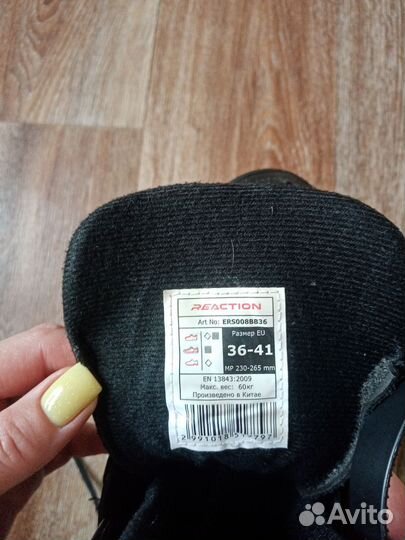 REACTION
Art No: ERS008BB36
Размер EU
36-41
MP 230-265 mm
EN 13843:2009
Макс. вес: 60кг
Произведено в Китае
Avito